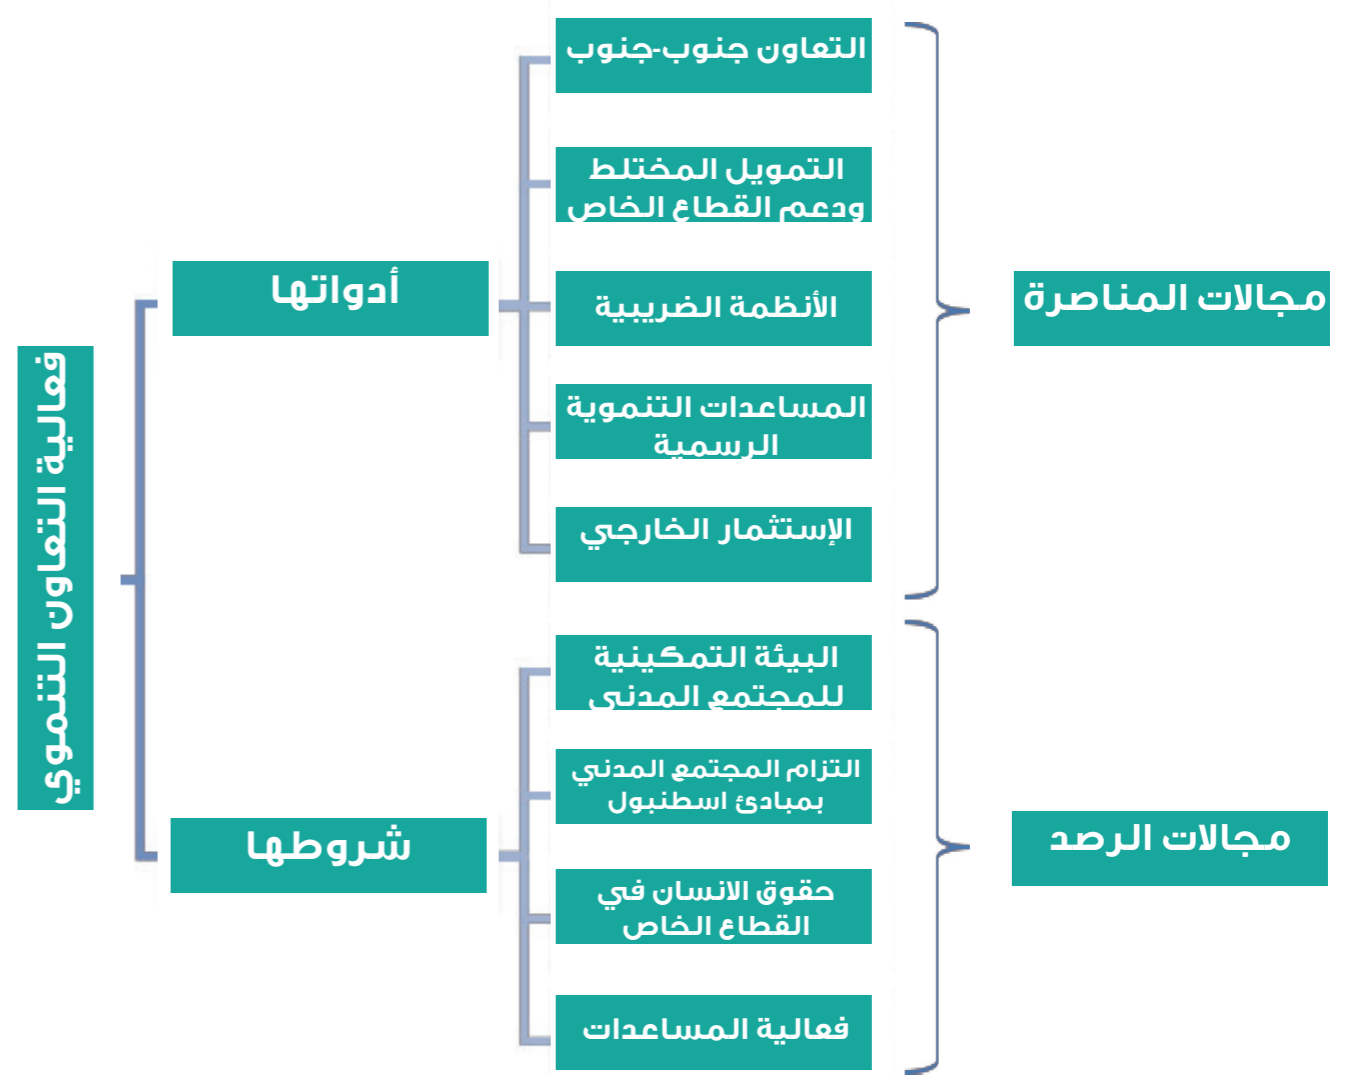 فعالية التعاون التنموي
أدواتها
التعاون جنوب-جنوب
التمويل المختلط
ودعم القطاع الخاص
الأنظمة الضريبية
المساعدات التنموية
الرسمية
الإستثمار الخارجي
مجالات المناصرة
شروطها
البيئة التمكينية
للمجتمع المدني
التزام المجتمع المدني
بمبادئ اسطنبول
حقوق الانسان في
القطاع الخاص
فعالية المساعدات
مجالات الرصد